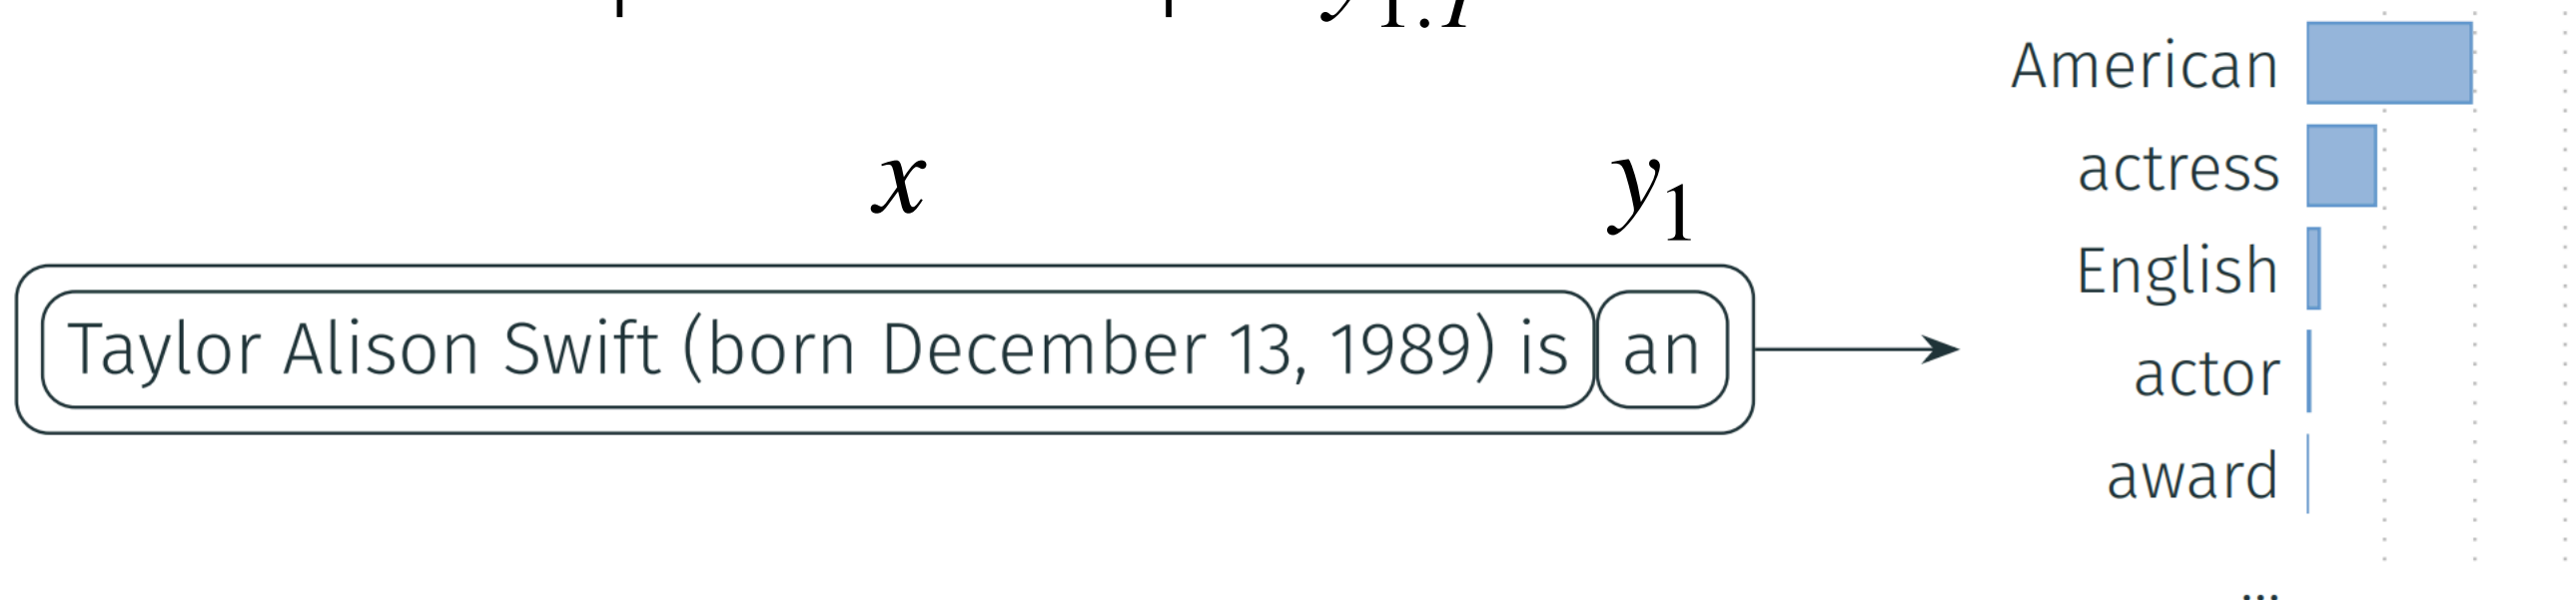 American
x
y1
actress
English
Taylor Alison Swift (born December 13, 1989) is an
actor
award
...